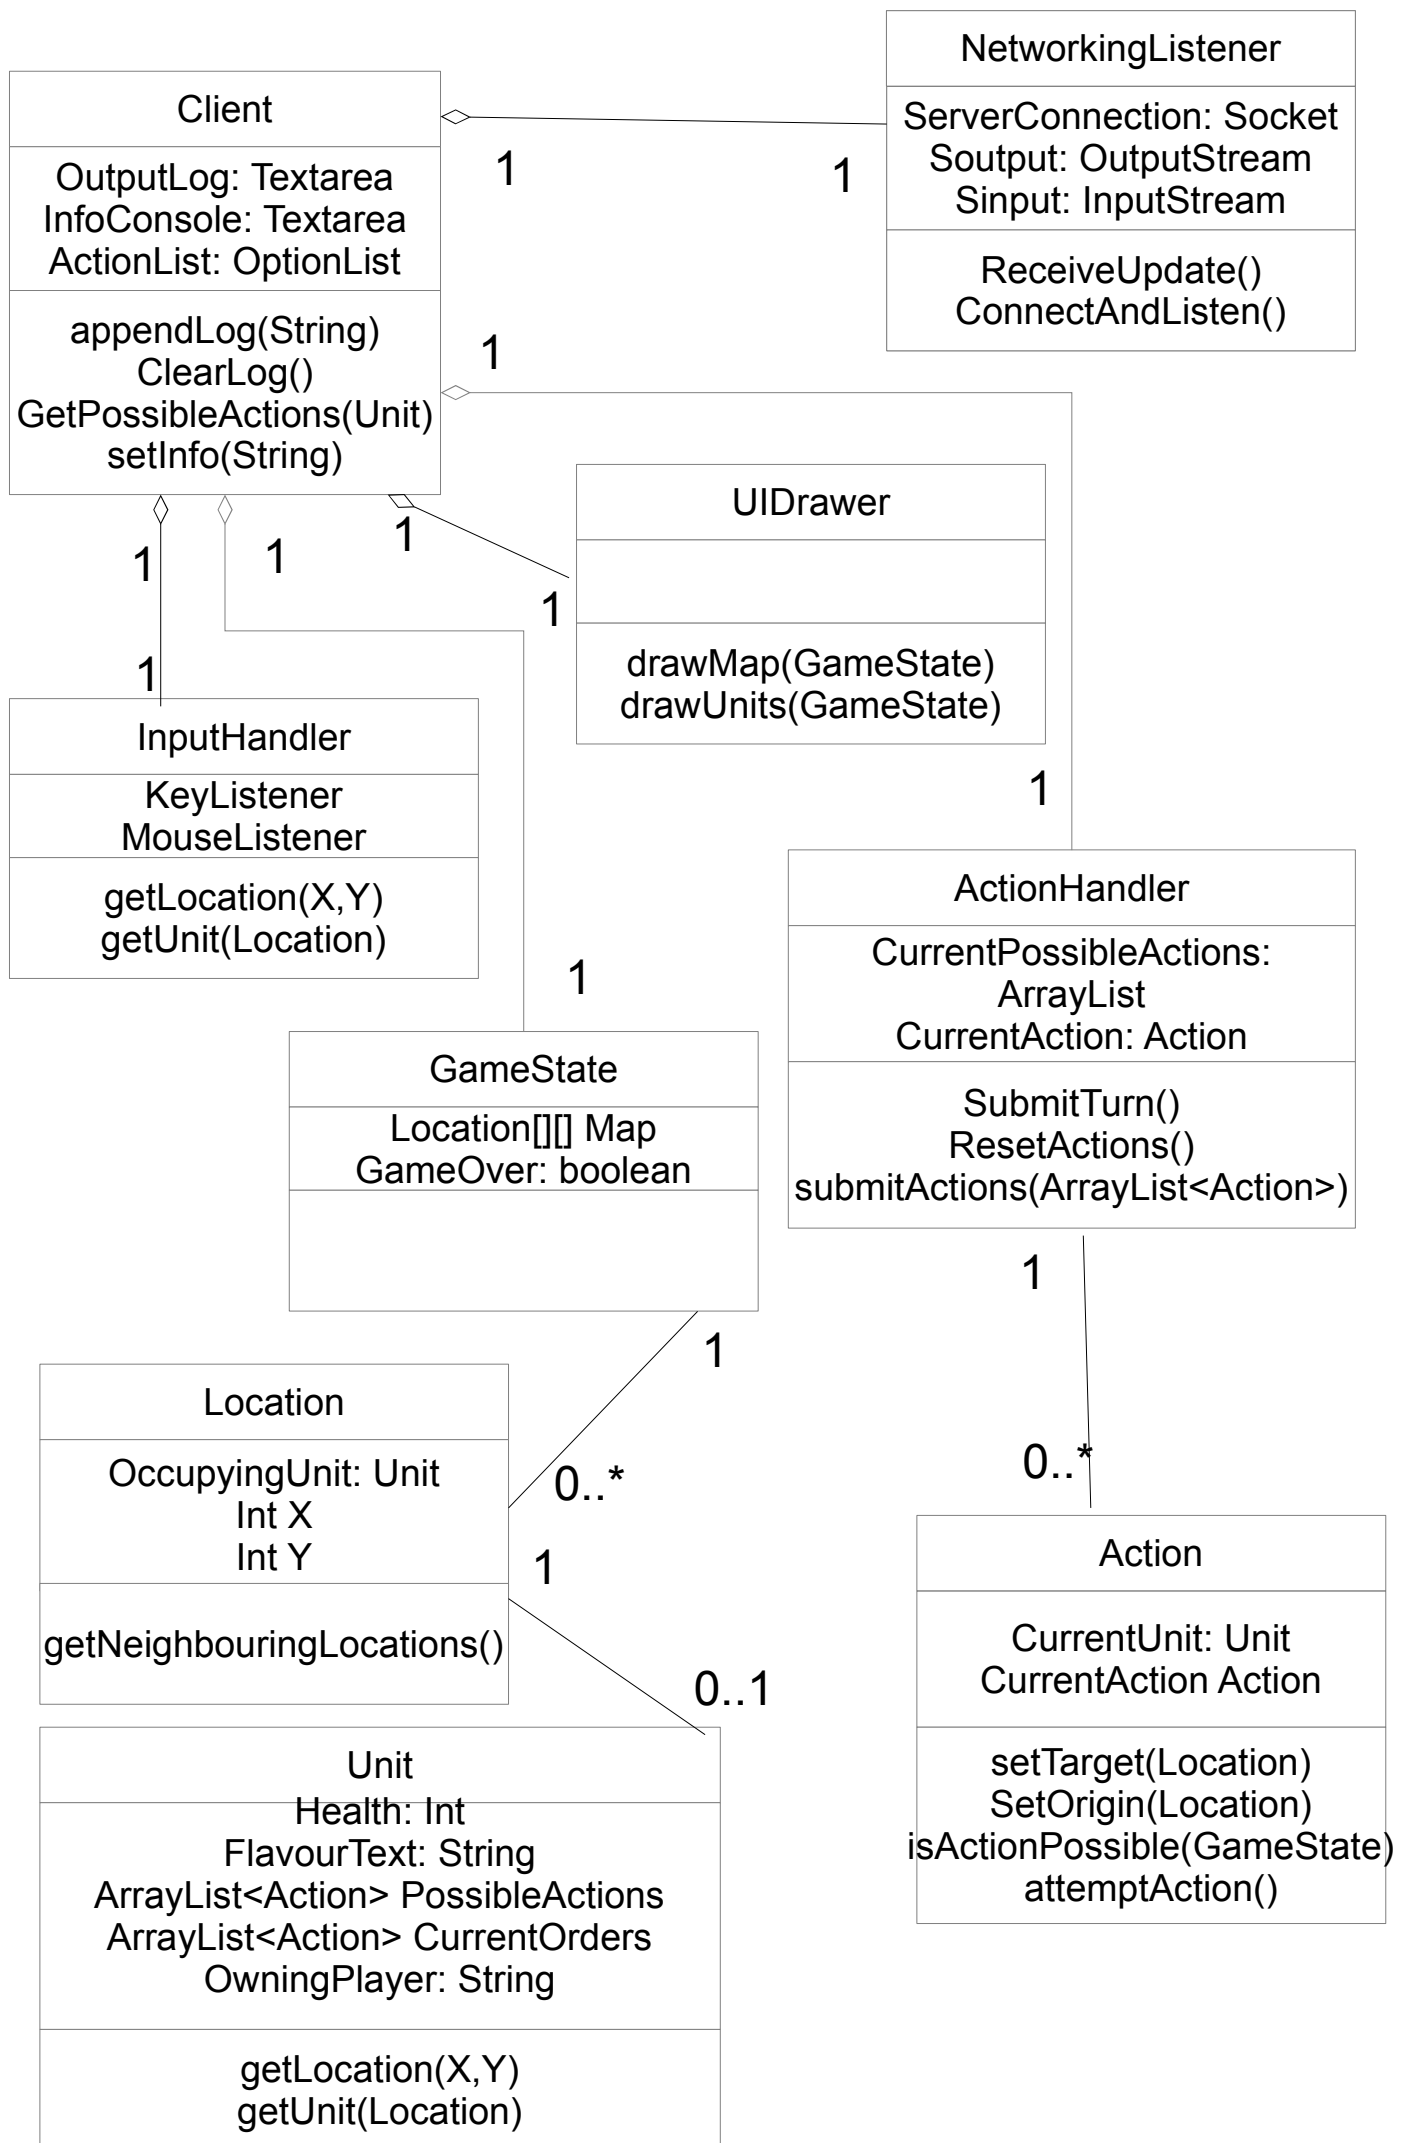 NetworkingListener
ServerConnection: Socket
Soutput: OutputStream
Sinput: InputStream
ReceiveUpdate()
ConnectAndListen()
Client
OutputLog: Textarea
InfoConsole: Textarea
ActionList: OptionList
appendLog(String)
ClearLog()
GetPossibleActions(Unit)
setInfo(String)
1
1
1
1
1
1
1
1
UIDrawer
drawMap(GameState)
drawUnits(GameState)
InputHandler
KeyListener
MouseListener
getLocation(X,Y)
getUnit(Location)
1
1
ActionHandler
CurrentPossibleActions:
ArrayList
CurrentAction: Action
SubmitTurn()
ResetActions()
submitActions(ArrayList<Action>)
GameState
Location[][] Map
GameOver: boolean
1
1
0..*
0..*
Location
OccupyingUnit: Unit
Int X
Int Y
getNeighbouringLocations()
1
0..1
Action
CurrentUnit: Unit
CurrentAction Action
setTarget(Location)
SetOrigin(Location)
isActionPossible(GameState)
attemptAction()
Unit
Health: Int
FlavourText: String
ArrayList<Action> PossibleActions
ArrayList<Action> CurrentOrders
OwningPlayer: String
getLocation(X,Y)
getUnit(Location)